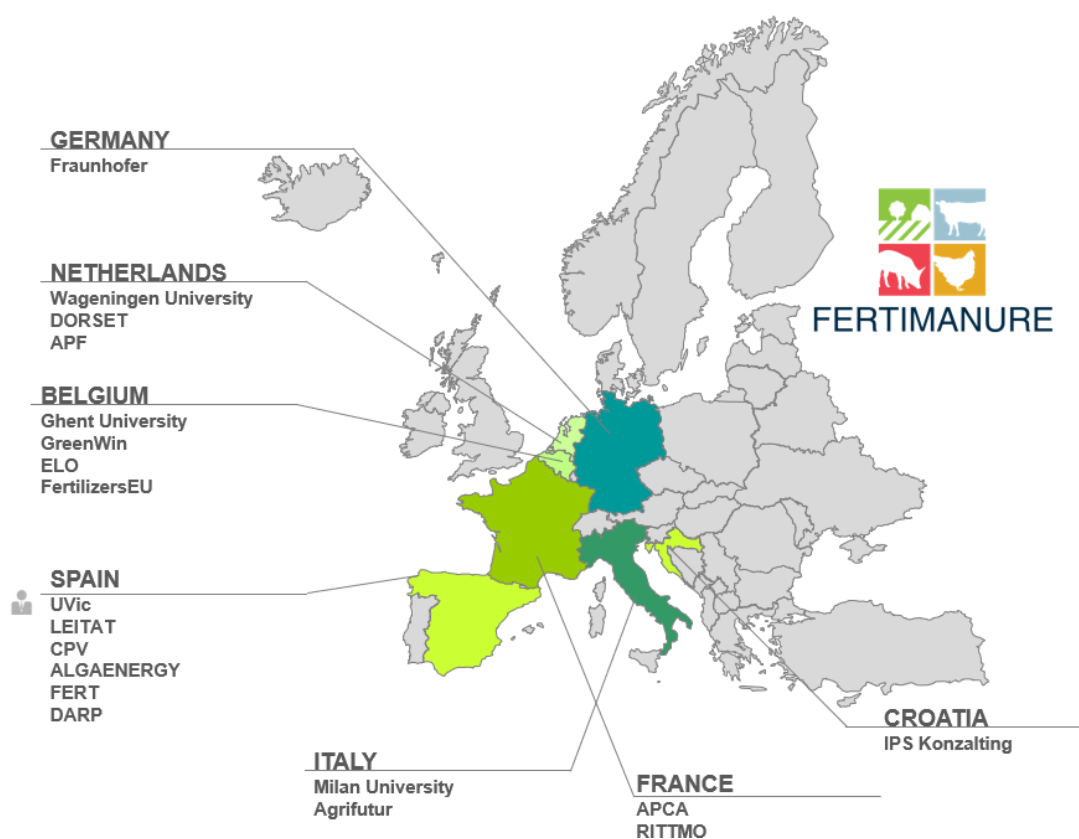 GERMANY
Fraunhofer
NETHERLANDS
Wageningen University
DORSET
APF
FERTIMANURE
BELGIUM
Ghent University
GreenWin
ELO
FertilizersEU
SPAIN
UVic
LEITAT
CPV
ALGAENERGY
FERT
DARP
CROATIA
IPS Konzalting
ITALY
Milan University
Agrifutur
FRANCE
APCA
RITTMO